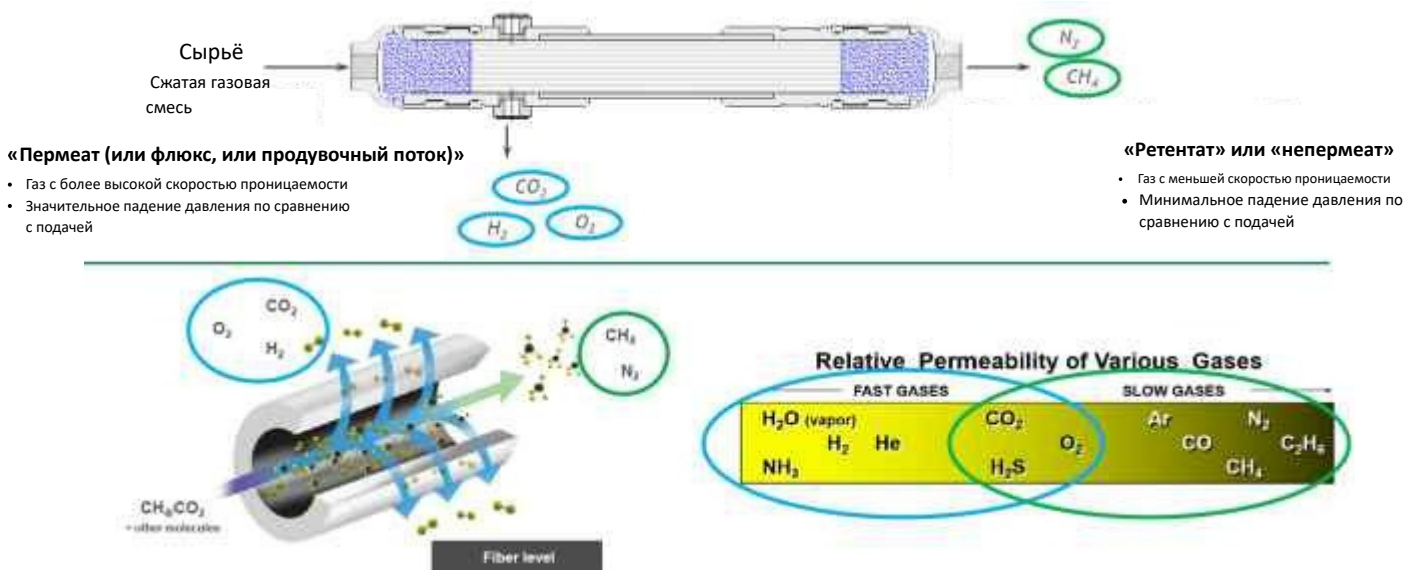 Сырьё
Сжатая газовая
смесь
N₂
CH₄
«Пермеат (или флюкс, или продувочный поток)»
• Газ с более высокой скоростью проницаемости
• Значительное падение давления по сравнению
с подачей
CO₂
H₂
O₂
«Ретентат» или «непермеат»
• Газ с меньшей скоростью проницаемости
• Минимальное падение давления по
сравнению с подачей
CO₂
O₂
H₂
CH₄
N₂
CH₄CO₂
+ other molecules
Fiber level
Relative Permeability of Various Gases
FAST GASES
SLOW GASES
H₂O (vapor)
CO₂
Ar
N₂
H₂
He
O₂
CO
C₂H₆
NH₃
H₂S
CH₄